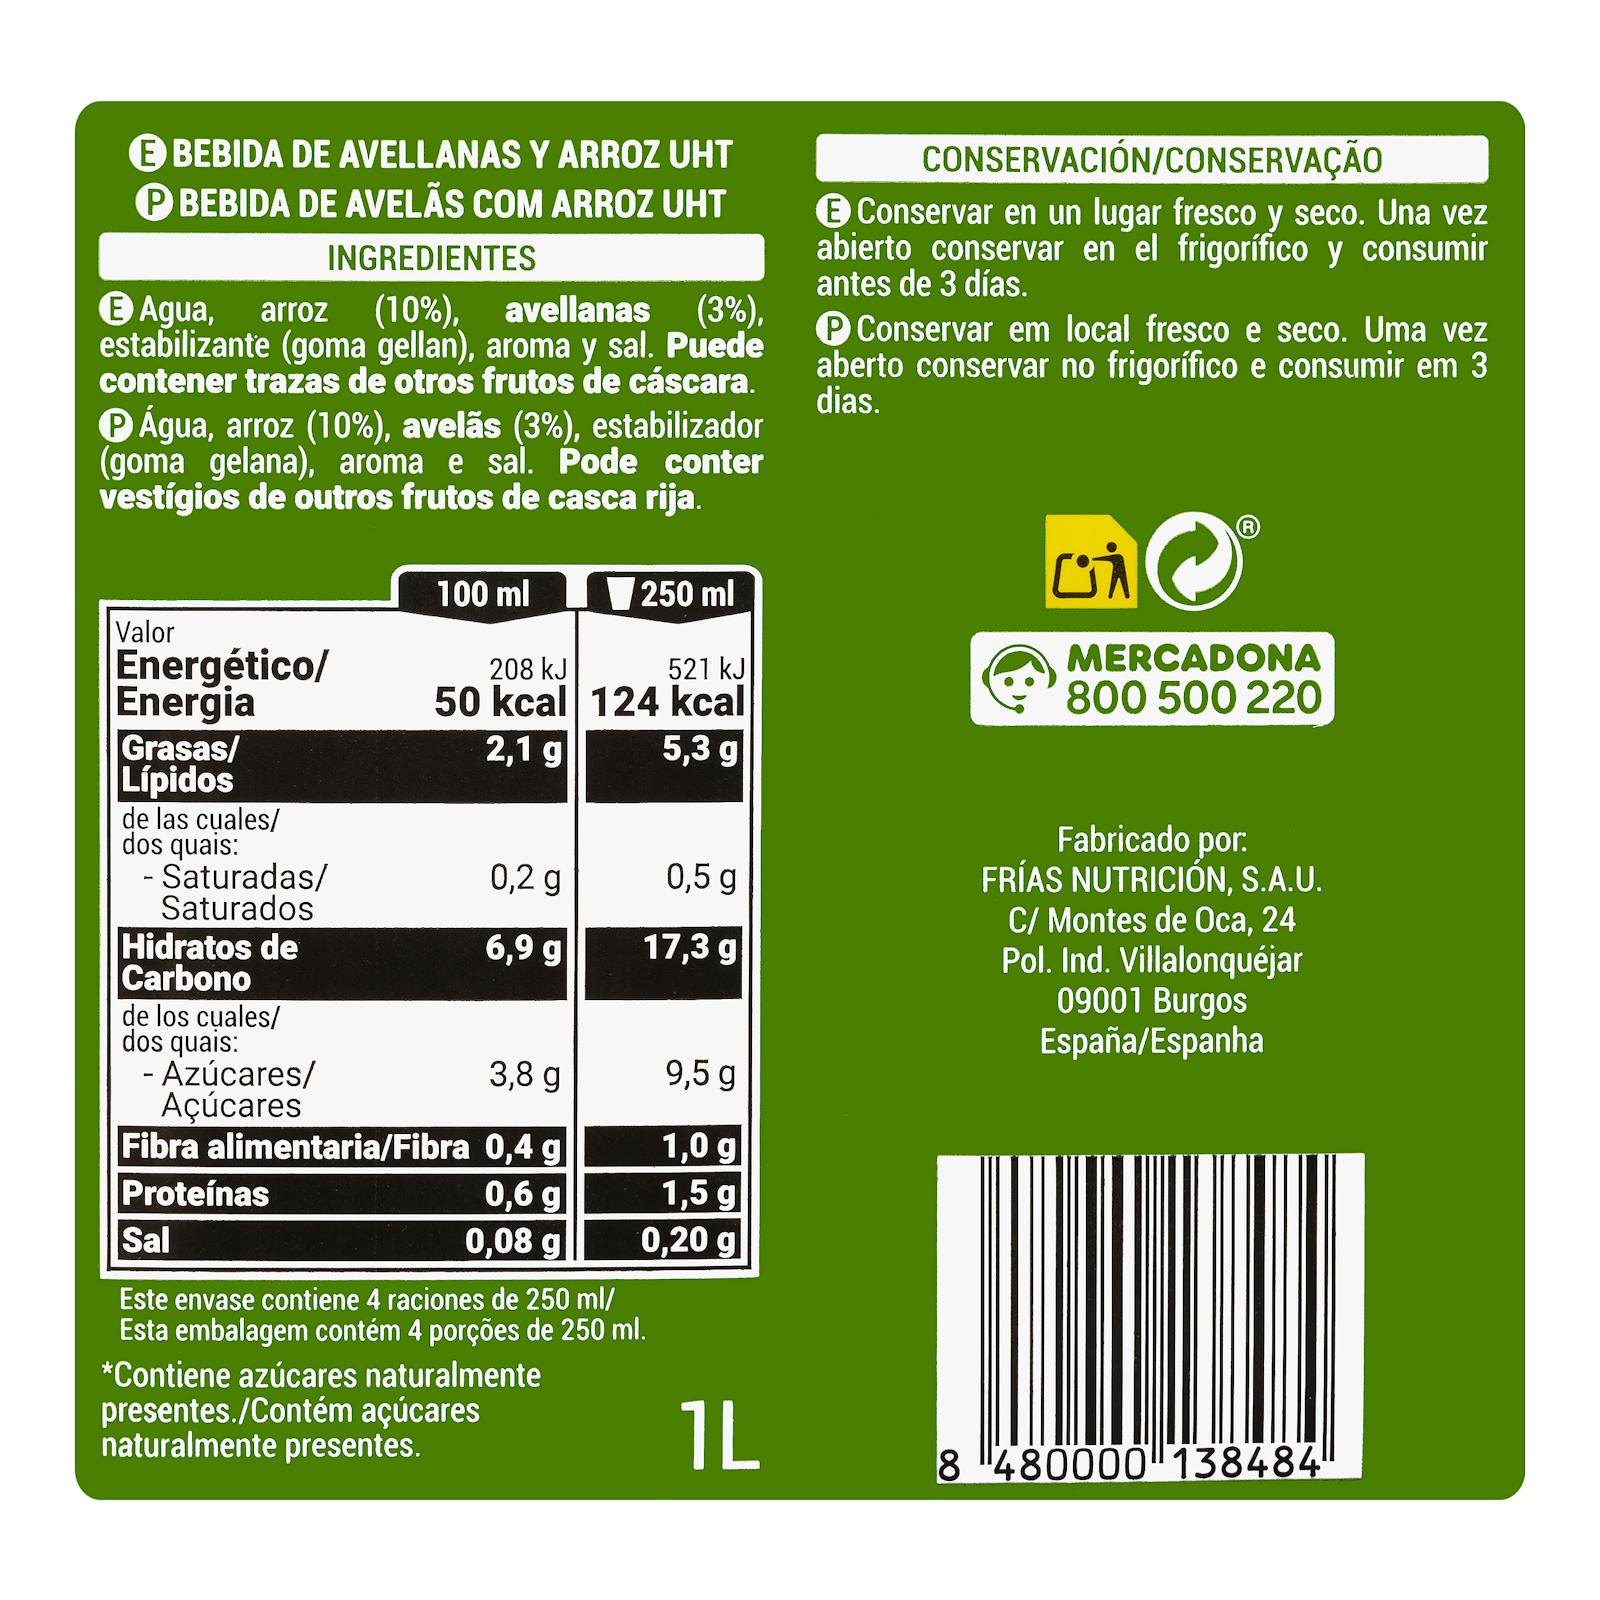 E BEBIDA DE AVELLANAS Y ARROZ UHT
P BEBIDA DE AVELÃS COM ARROZ UHT
INGREDIENTES
E Agua, arroz (10%), avellanas (3%),
estabilizante (goma gellan), aroma y sal. Puede
contener trazas de otros frutos de cáscara.
P Água, arroz (10%), avelãs (3%), estabilizador
(goma gelana), aroma e sal. Pode conter
vestígios de outros frutos de casca rija.
100 ml 250 ml
Valor
Energético/ 208 kJ 521 kJ
Energia 50 kcal 124 kcal
Grasas/ 2,1 g 5,3 g
Lípidos
de las cuales/
dos quais:
- Saturadas/ 0,2 g 0,5 g
Saturados
Hidratos de 6,9 g 17,3 g
Carbono
de los cuales/
dos quais:
- Azúcares/ 3,8 g 9,5 g
Açúcares
Fibra alimentaria/Fibra 0,4 g 1,0 g
Proteínas 0,6 g 1,5 g
Sal 0,08 g 0,20 g
Este envase contiene 4 raciones de 250 ml/
Esta embalagem contém 4 porções de 250 ml.
*Contiene azúcares naturalmente
presentes./Contém açúcares
naturalmente presentes.
1L
CONSERVACIÓN/CONSERVAÇÃO
E Conservar en un lugar fresco y seco. Una vez
abierto conservar en el frigorífico y consumir
antes de 3 días.
P Conservar em local fresco e seco. Uma vez
aberto conservar no frigorífico e consumir em 3
dias.
®
MERCADONA
800 500 220
Fabricado por:
FRÍAS NUTRICIÓN, S.A.U.
C/ Montes de Oca, 24
Pol. Ind. Villalonquéjar
09001 Burgos
España/Espanha
8 480000 138484